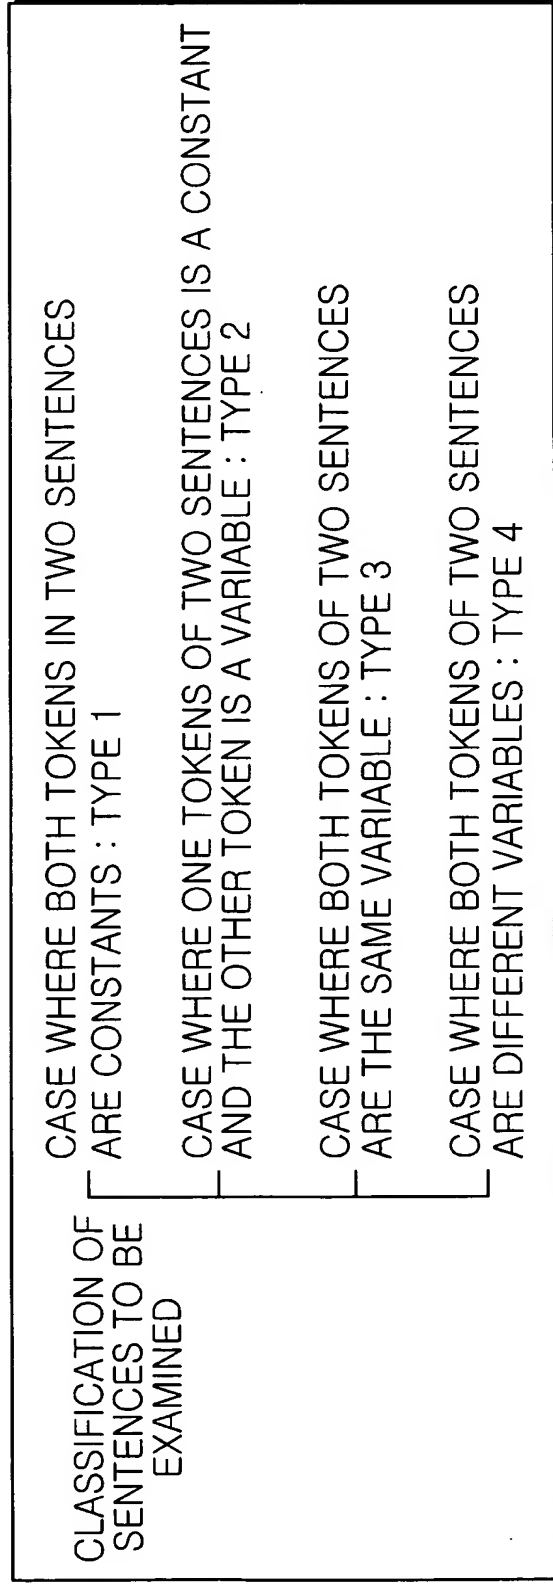 CLASSIFICATION OF
SENTENCES TO BE
EXAMINED
CASE WHERE BOTH TOKENS IN TWO SENTENCES
ARE CONSTANTS : TYPE 1
CASE WHERE ONE TOKENS OF TWO SENTENCES IS A CONSTANT
AND THE OTHER TOKEN IS A VARIABLE : TYPE 2
CASE WHERE BOTH TOKENS OF TWO SENTENCES
ARE THE SAME VARIABLE : TYPE 3
CASE WHERE BOTH TOKENS OF TWO SENTENCES
ARE DIFFERENT VARIABLES : TYPE 4